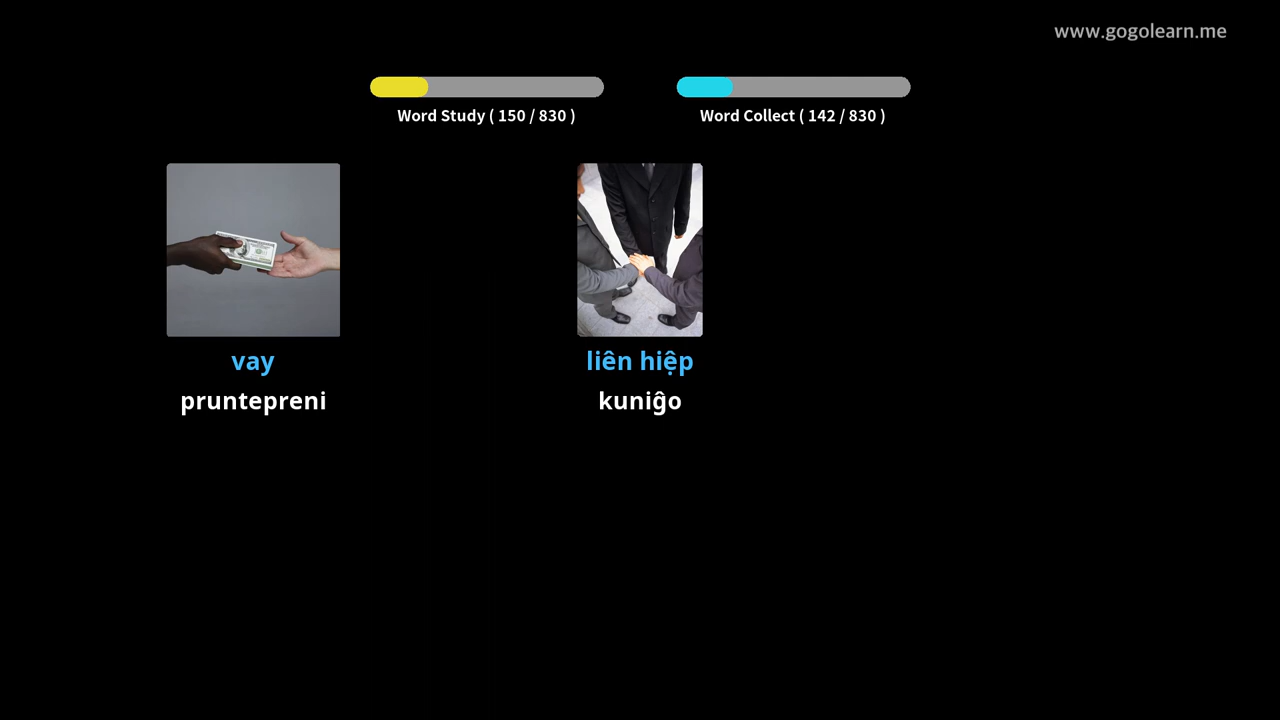 www.gogolearn.me
Word Study ( 150 / 830 )
Word Collect ( 142 / 830 )
vay
liên hiệp
pruntepreni
kuniĝo